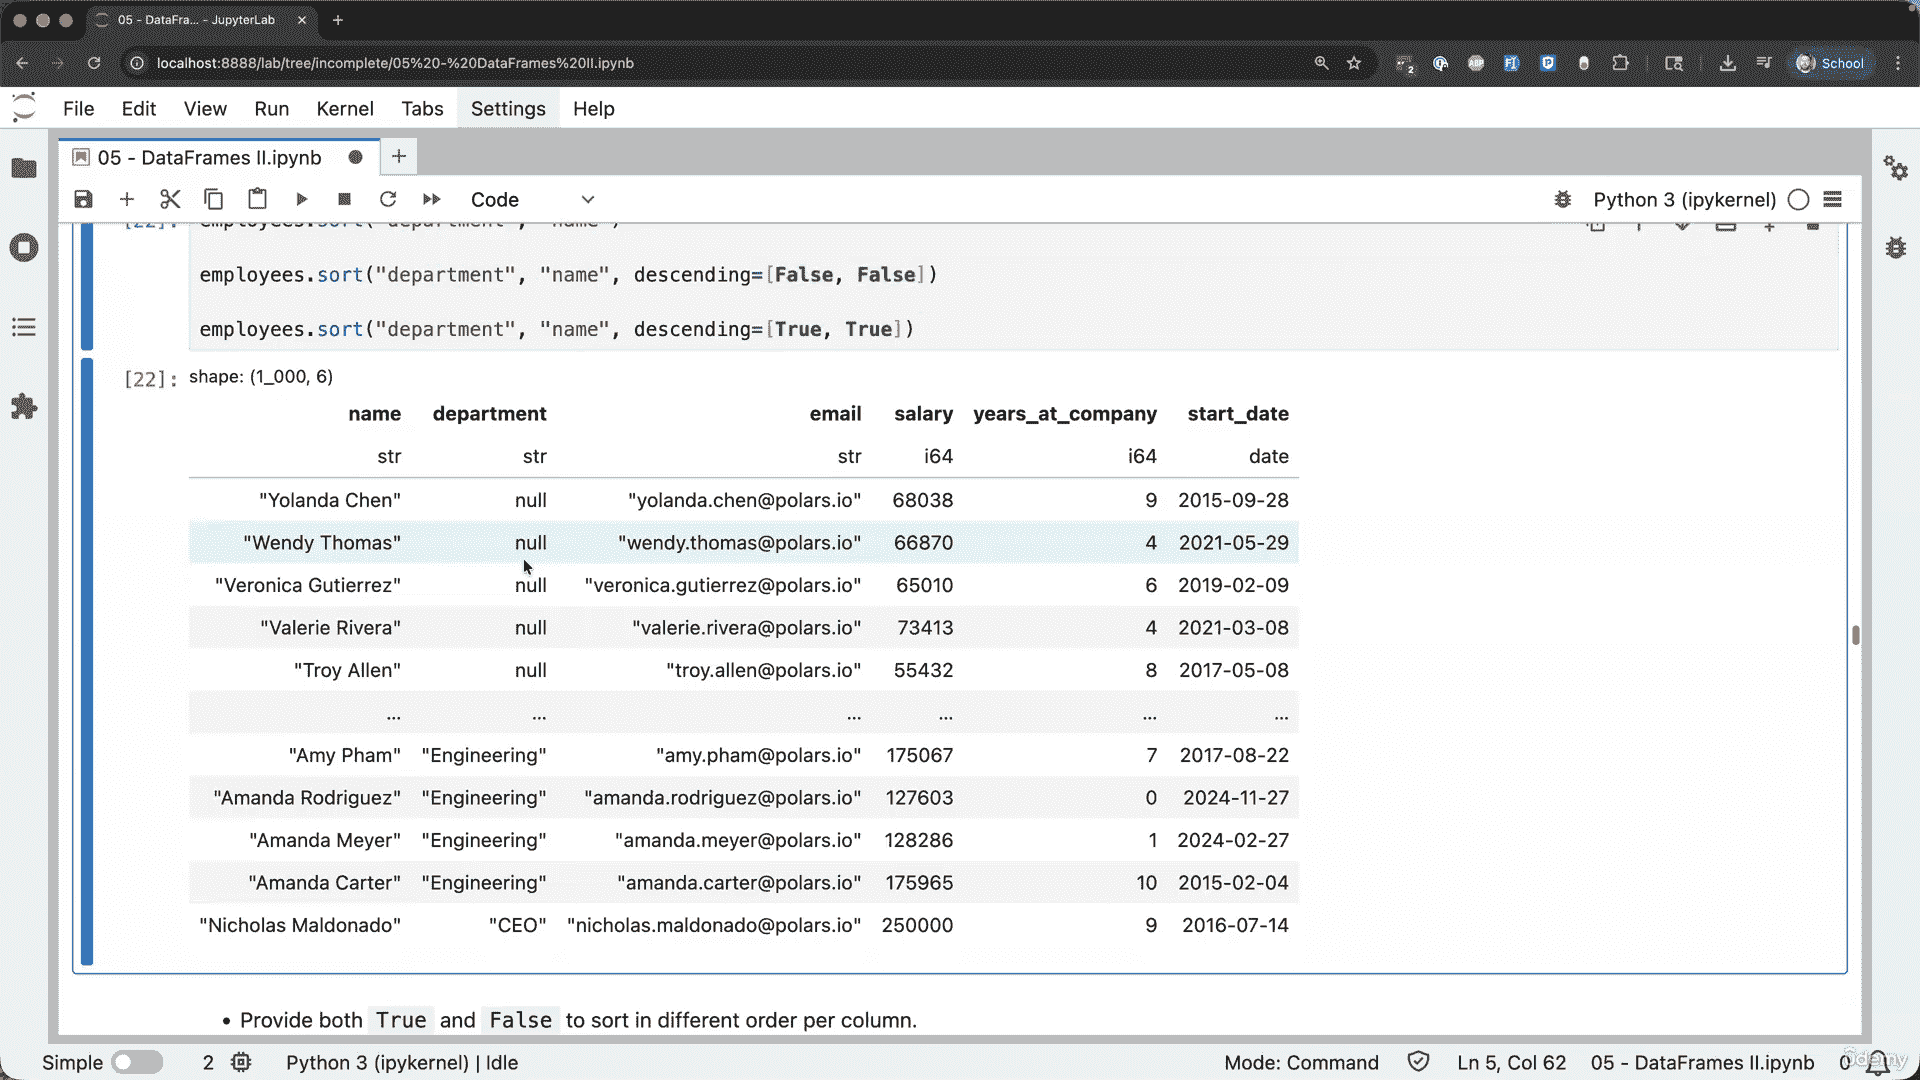 05 - DataFra... - JupyterLab
localhost:8888/lab/tree/incomplete/05%20-%20DataFrames%20II.ipynb
2
ABP
School
File Edit View Run Kernel Tabs Settings Help
05 - DataFrames II.ipynb
Code
Python 3 (ipykernel)
[22]: employees.sort("department", "name")
employees.sort("department", "name", descending=[False, False])
employees.sort("department", "name", descending=[True, True])
[22]: shape: (1_000, 6)
name department email salary years_at_company start_date
str str str i64 i64 date
"Yolanda Chen" null "yolanda.chen@polars.io" 68038 9 2015-09-28
"Wendy Thomas" null "wendy.thomas@polars.io" 66870 4 2021-05-29
"Veronica Gutierrez" null "veronica.gutierrez@polars.io" 65010 6 2019-02-09
"Valerie Rivera" null "valerie.rivera@polars.io" 73413 4 2021-03-08
"Troy Allen" null "troy.allen@polars.io" 55432 8 2017-05-08
... ... ... ... ... ...
"Amy Pham" "Engineering" "amy.pham@polars.io" 175067 7 2017-08-22
"Amanda Rodriguez" "Engineering" "amanda.rodriguez@polars.io" 127603 0 2024-11-27
"Amanda Meyer" "Engineering" "amanda.meyer@polars.io" 128286 1 2024-02-27
"Amanda Carter" "Engineering" "amanda.carter@polars.io" 175965 10 2015-02-04
"Nicholas Maldonado" "CEO" "nicholas.maldonado@polars.io" 250000 9 2016-07-14
• Provide both True and False to sort in different order per column.
Simple 2 Python 3 (ipykernel) | Idle Mode: Command Ln 5, Col 62 05 - DataFrames II.ipynb 0
udemy